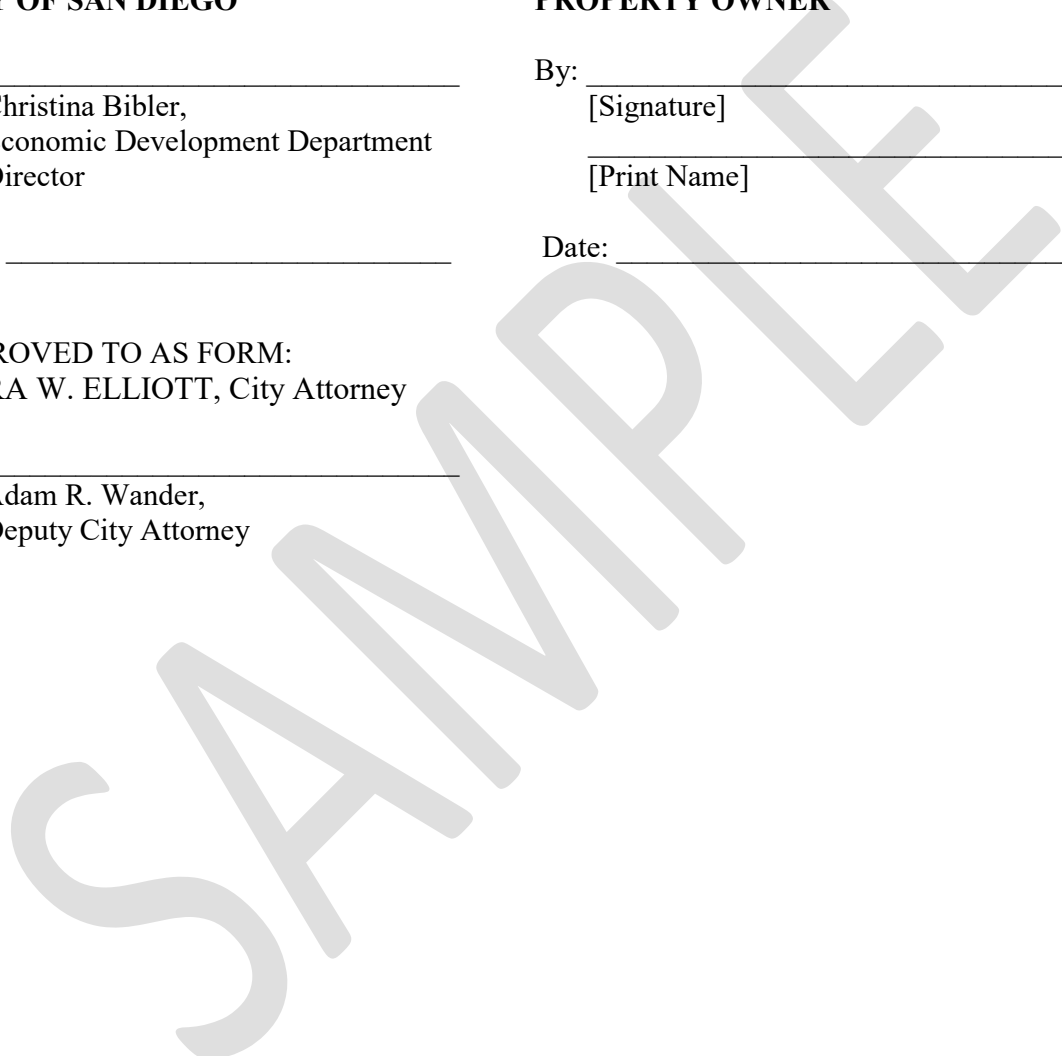 OF SAN DIEGO
PROPERTY OWNER
By:
Christina Bibler,
[Signature]
Economic Development Department
Director
[Print Name]
Date:
ROVED TO AS FORM:
RA W. ELLIOTT, City Attorney
Adam R. Wander,
Deputy City Attorney
SAMPLE